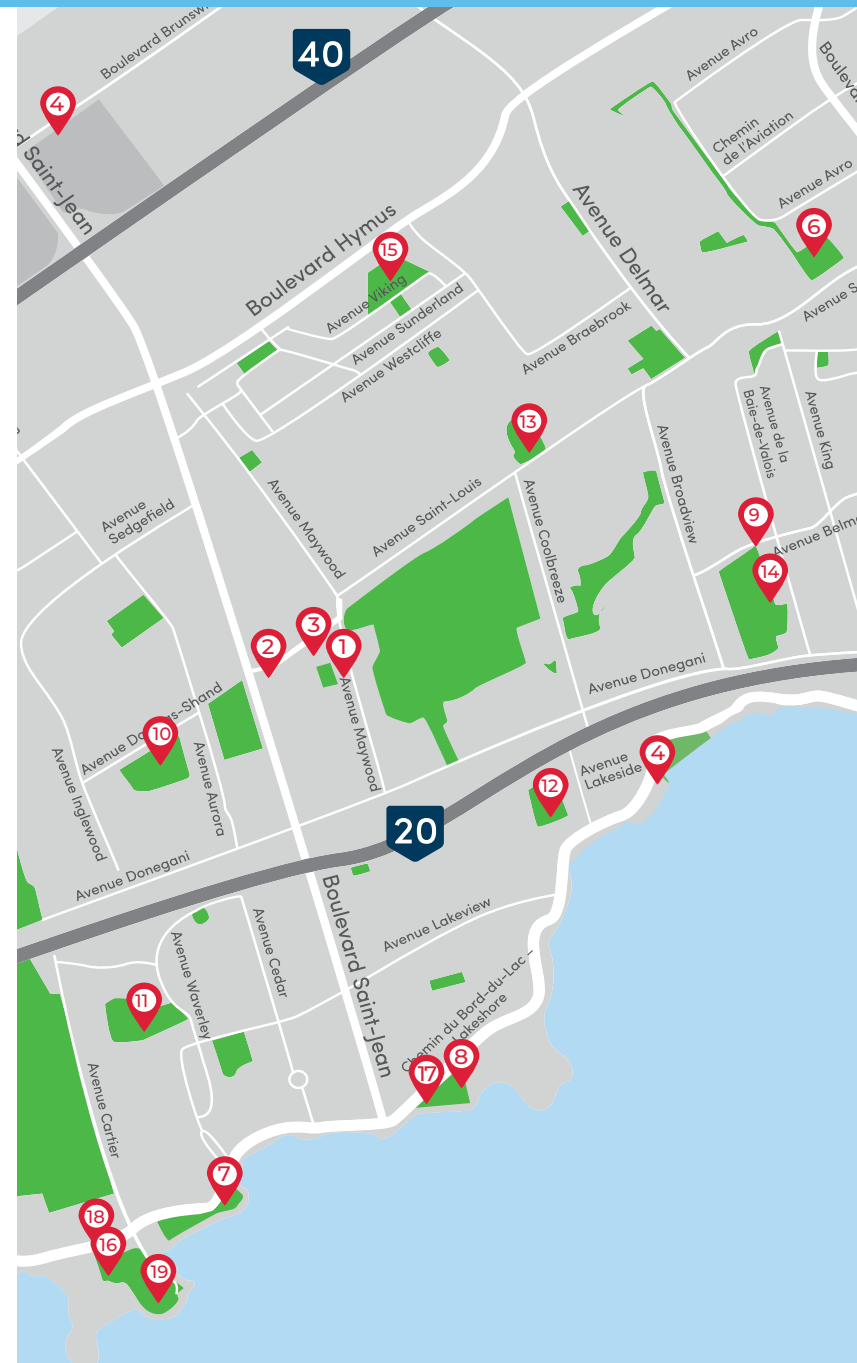 Boulevard Brunswi
40
Avenue Avro
Boulevard
4
d Saint-Jean
Chemin
de l'Aviation
Avenue Avro
6
Avenue Delmar
Boulevard Hymus
15
Avenue Viking
Avenue Sunderland
Avenue Westcliffe
Avenue Braebrook
Avenue S
13
Avenue de la
Baie-de-Valois
Avenue King
Avenue Broadview
Avenue Maywood
Avenue Saint-Louis
Avenue Coolbreeze
Avenue
Sedgefield
9
Avenue Belm
14
3
2
1
Avenue Donegani
Avenue Maywood
10
Avenue Aurora
Avenue Inglewood
Avenue
Lakeside
4
12
20
Avenue Donegani
Boulevard Saint-Jean
Avenue Lakeview
Avenue Cedar
Avenue Waverley
11
Chemin du Bord-du-Lac -
Lakeshore
17
8
Avenue Cartier
7
18
16
19